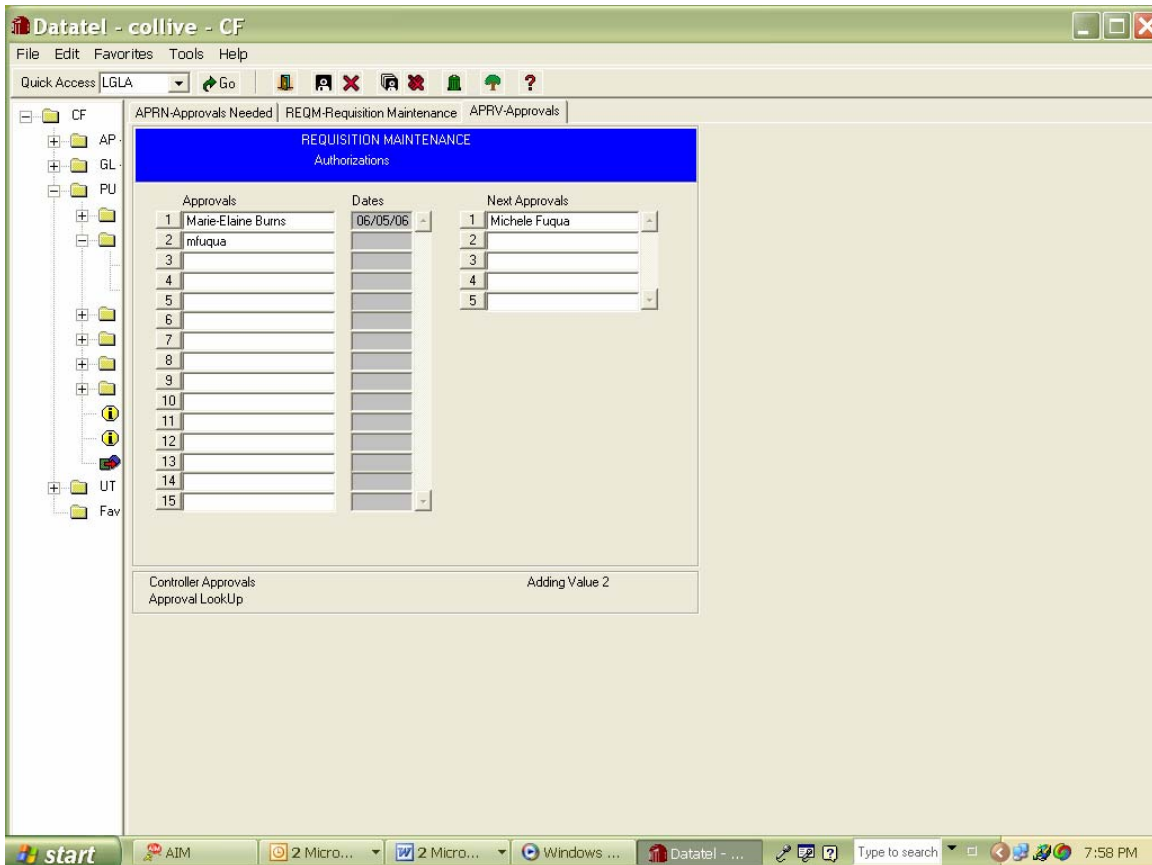 Datatel - collive - CF
File Edit Favorites Tools Help
Quick Access LGLA Go ?
CF
AP
GL
PU
UT
Fav
APRN-Approvals Needed REQM-Requisition Maintenance APRV-Approvals
REQUISITION MAINTENANCE
Authorizations
Approvals Dates Next Approvals
1 Marie-Elaine Burns 06/05/06 1 Michele Fuqua
2 mfuqua 2
3 3
4 4
5 5
6
7
8
9
10
11
12
13
14
15
Controller Approvals Adding Value 2
Approval LookUp
start AIM 2 Micro... 2 Micro... Windows ... Datatel - ... Type to search 7:58 PM